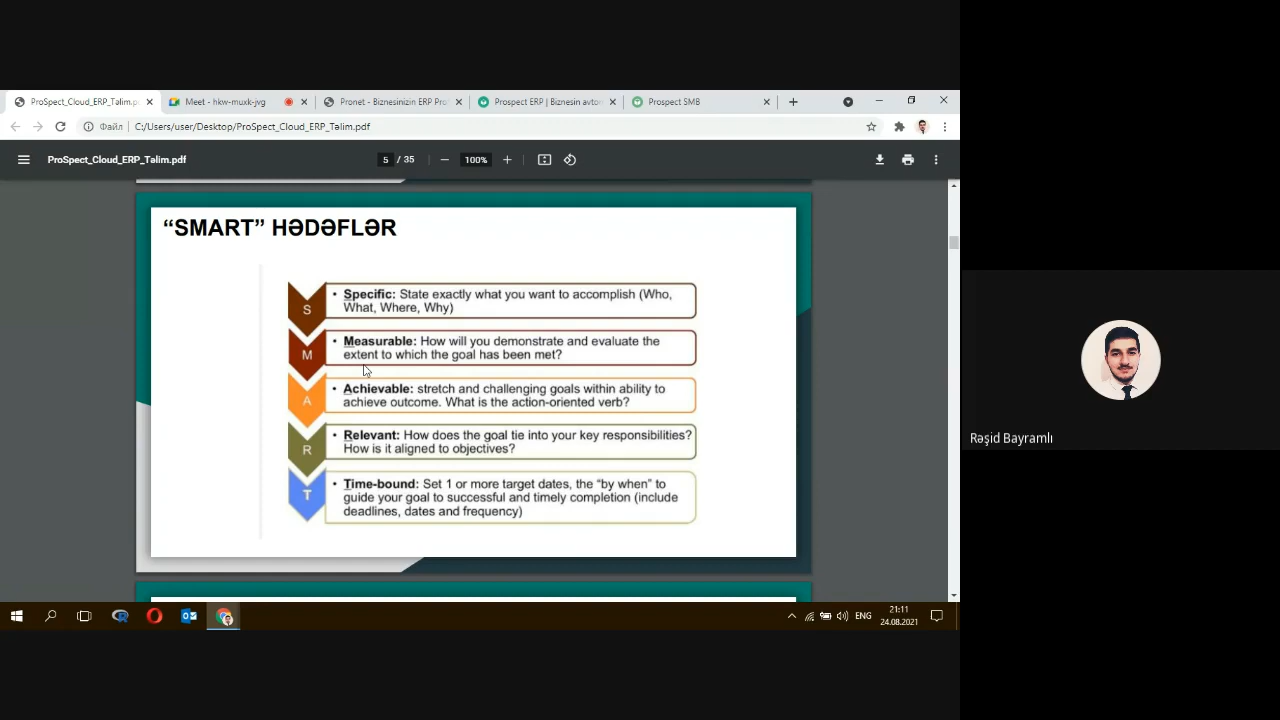 ProSpect_Cloud_ERP_Təlim.p
Meet - hkw-muxk-jvg
Pronet - Biznesinizin ERP Pro
Prospect ERP | Biznesin avtom
Prospect SMB
Файл
C:/Users/user/Desktop/ProSpect_Cloud_ERP_Təlim.pdf
ProSpect_Cloud_ERP_Təlim.pdf
5 / 35
100%
“SMART” HƏDƏFLƏR
S
• Specific: State exactly what you want to accomplish (Who,
What, Where, Why)
M
• Measurable: How will you demonstrate and evaluate the
extent to which the goal has been met?
A
• Achievable: stretch and challenging goals within ability to
achieve outcome. What is the action-oriented verb?
R
• Relevant: How does the goal tie into your key responsibilities?
How is it aligned to objectives?
T
• Time-bound: Set 1 or more target dates, the “by when” to
guide your goal to successful and timely completion (include
deadlines, dates and frequency)
Rəşid Bayramlı
ENG
21:11
24.08.2021